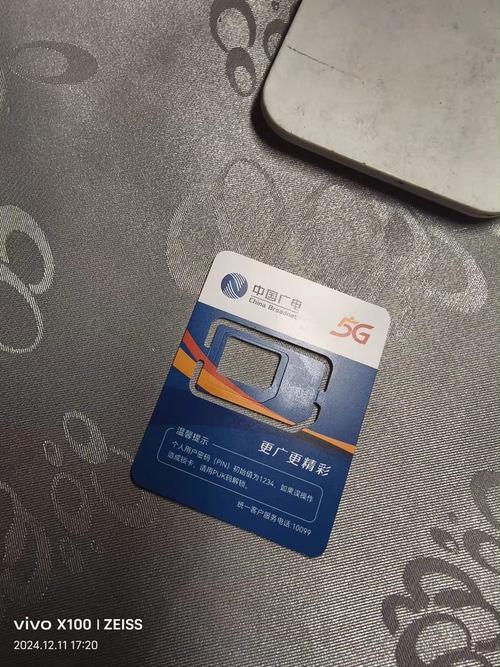 中国广电
China Broadnet
5G
更广更精彩
温馨提示
个人用户密码（PIN）初始值为1234，如果误操作
造成锁卡，请用PUK码解锁。
统一客户服务电话:10099
vivo X100 | ZEISS
2024.12.11 17:20